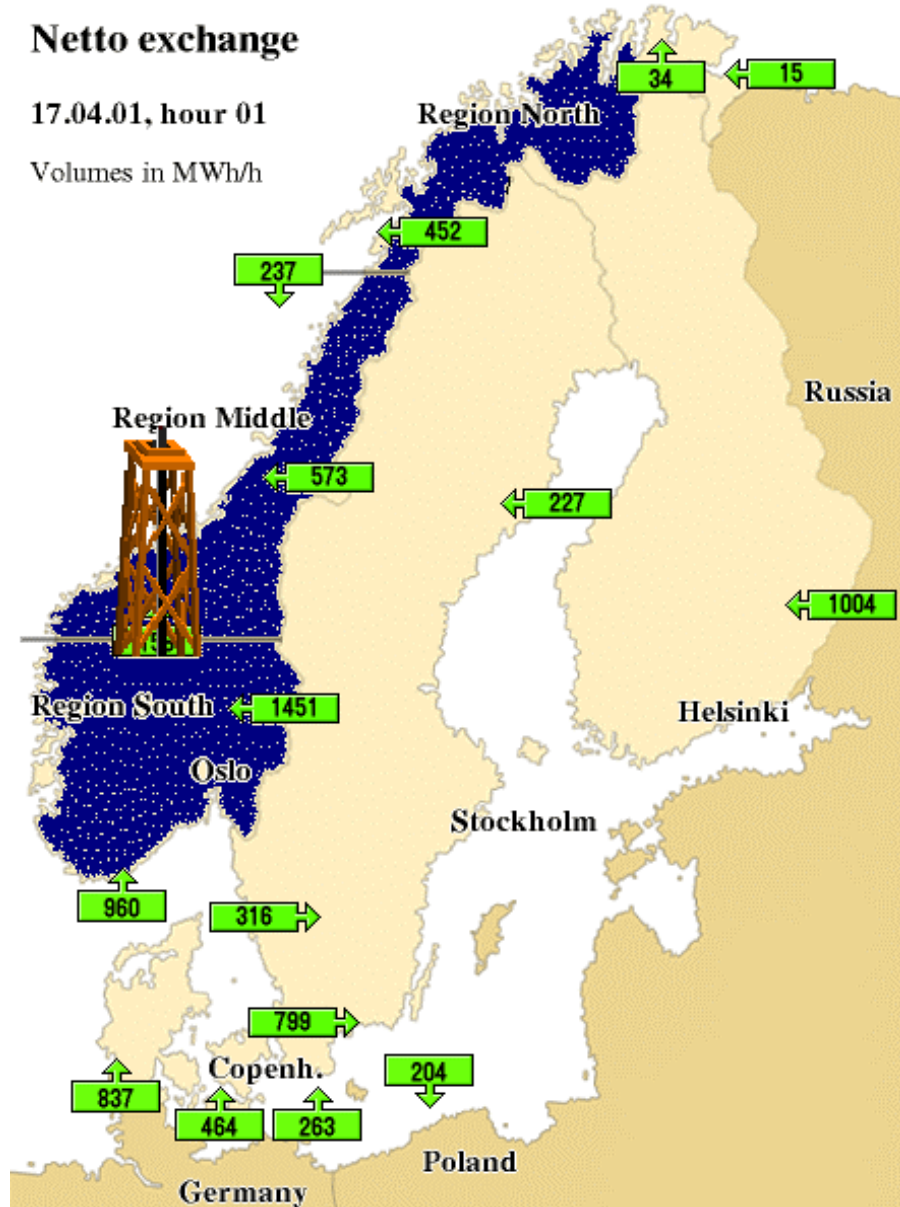 Netto exchange
17.04.01, hour 01
Volumes in MWh/h
34
15
Region North
452
237
Russia
Region Middle
573
227
1004
Region South
1451
Helsinki
Oslo
Stockholm
960
316
799
Copenh.
204
837
464
263
Poland
Germany